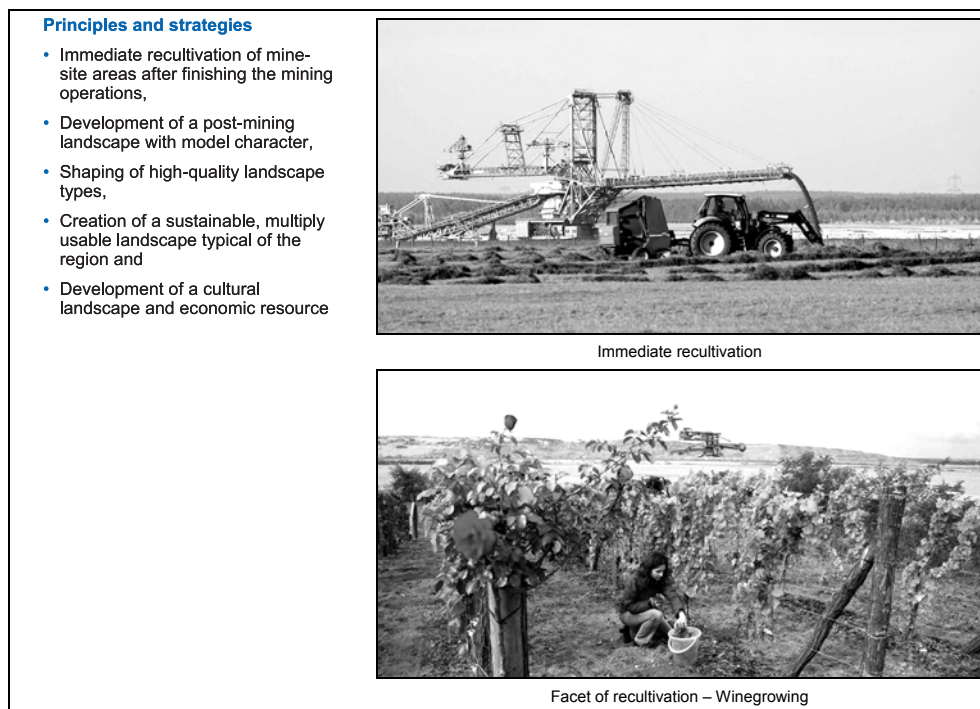 Principles and strategies
• Immediate recultivation of mine-
site areas after finishing the mining
operations,
• Development of a post-mining
landscape with model character,
• Shaping of high-quality landscape
types,
• Creation of a sustainable, multiply
usable landscape typical of the
region and
• Development of a cultural
landscape and economic resource
Immediate recultivation
Facet of recultivation – Winegrowing